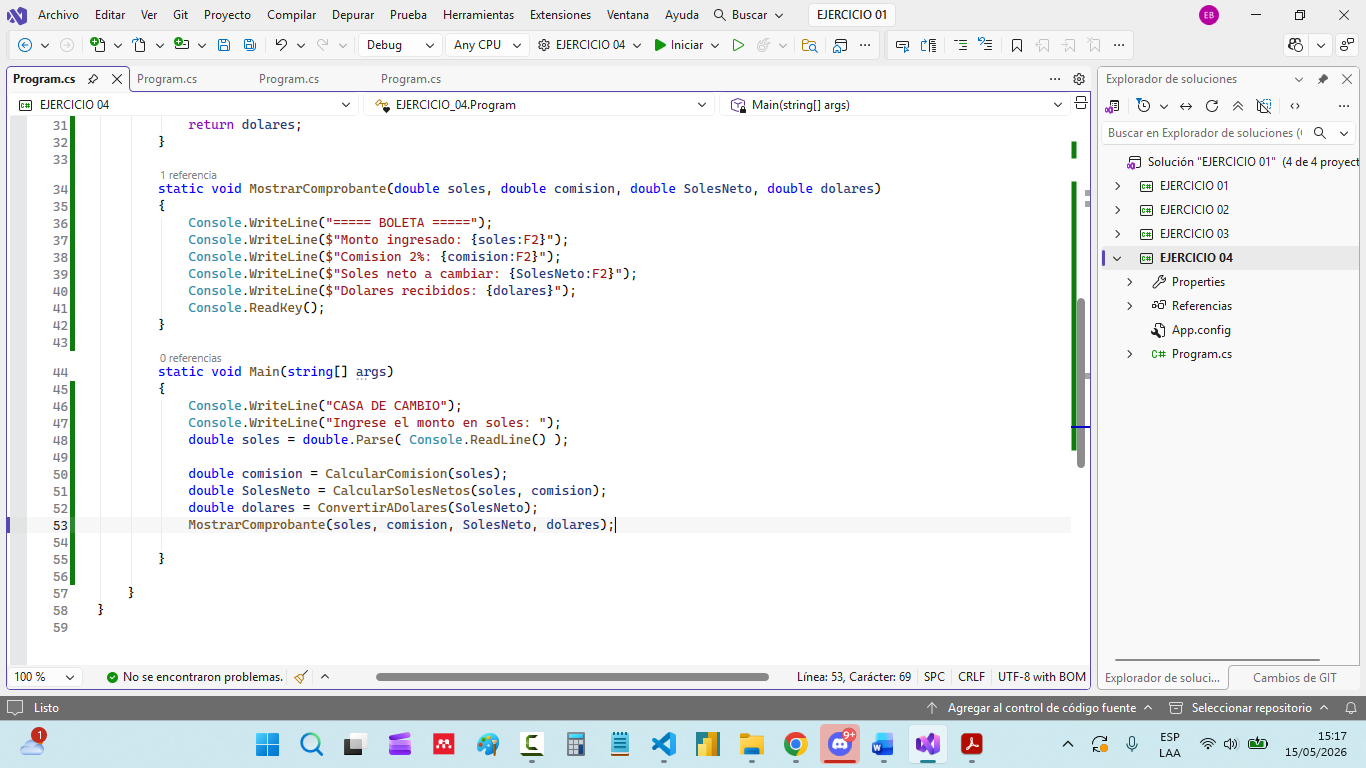 Archivo Editar Ver Git Proyecto Compilar Depurar Prueba Herramientas Extensiones Ventana Ayuda Buscar EJERCICIO 01 EB
Debug Any CPU EJERCICIO 04 Iniciar
Program.cs Program.cs Program.cs Program.cs
EJERCICIO 04 EJERCICIO_04.Program Main(string[] args)
31 return dolares;
32 }
33
1 referencia
34 static void MostrarComprobante(double soles, double comision, double SolesNeto, double dolares)
35 {
36 Console.WriteLine("===== BOLETA =====");
37 Console.WriteLine($"Monto ingresado: {soles:F2}");
38 Console.WriteLine($"Comision 2%: {comision:F2}");
39 Console.WriteLine($"Soles neto a cambiar: {SolesNeto:F2}");
40 Console.WriteLine($"Dolares recibidos: {dolares}");
41 Console.ReadKey();
42 }
43
0 referencias
44 static void Main(string[] args)
45 {
46 Console.WriteLine("CASA DE CAMBIO");
47 Console.WriteLine("Ingrese el monto en soles: ");
48 double soles = double.Parse( Console.ReadLine() );
49
50 double comision = CalcularComision(soles);
51 double SolesNeto = CalcularSolesNetos(soles, comision);
52 double dolares = ConvertirADolares(SolesNeto);
53 MostrarComprobante(soles, comision, SolesNeto, dolares);
54
55 }
56
57 }
58 }
59
100 % No se encontraron problemas. Línea: 53, Carácter: 69 SPC CRLF UTF-8 with BOM
Explorador de soluciones
Buscar en Explorador de soluciones (
Solución "EJERCICIO 01" (4 de 4 proyect
EJERCICIO 01
EJERCICIO 02
EJERCICIO 03
EJERCICIO 04
Properties
Referencias
App.config
C# Program.cs
Explorador de soluci... Cambios de GIT
Listo Agregar al control de código fuente Seleccionar repositorio
1 9+ ESP LAA 15:17
15/05/2026